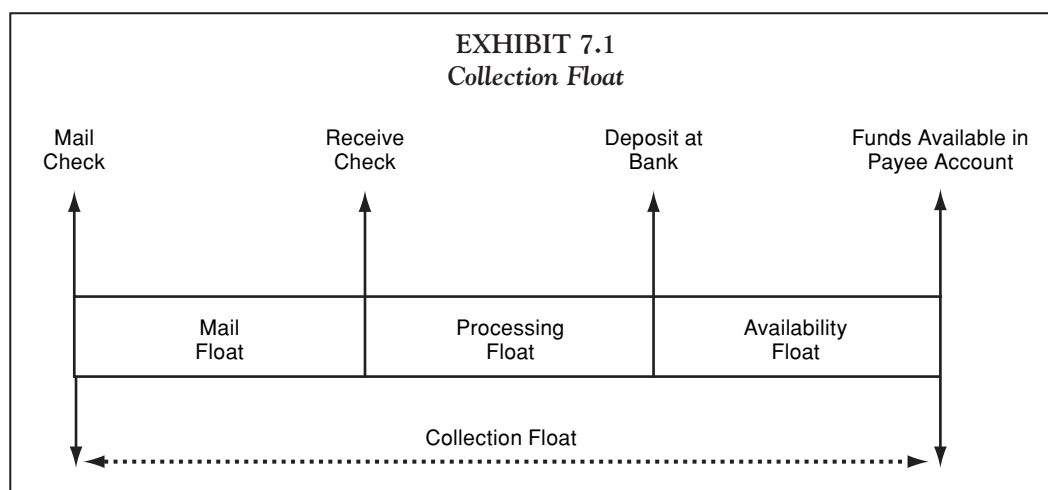 EXHIBIT 7.1
Collection Float
Mail
Check
Receive
Check
Deposit at
Bank
Funds Available in
Payee Account
Mail
Float
Processing
Float
Availability
Float
Collection Float